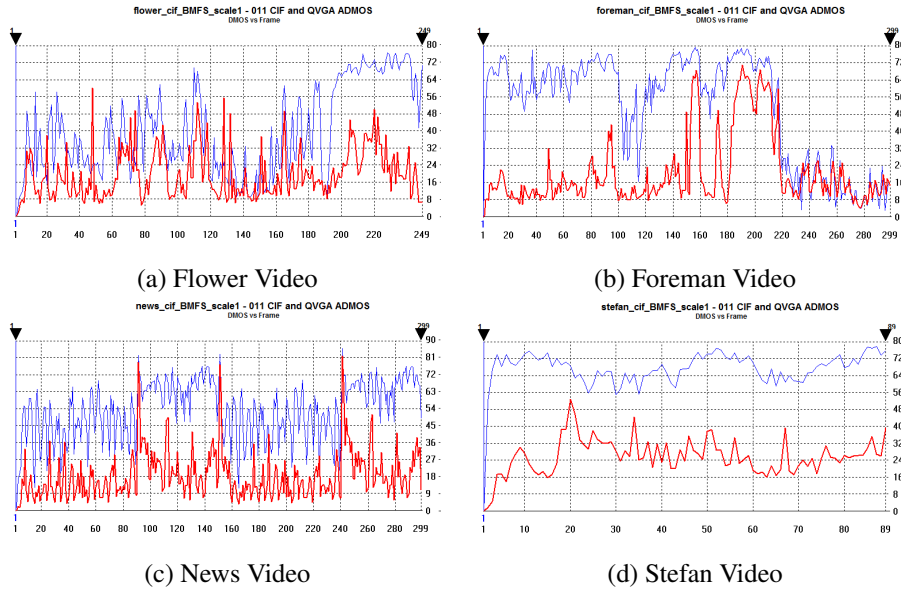 flower_cif_BMFS_scale1 - 011 CIF and QVGA ADMOS
DMOS vs Frame
1 249
80
72
64
56
48
40
32
24
16
8
0
1
1 20 40 60 80 100 120 140 160 180 200 220 249
(a) Flower Video
foreman_cif_BMFS_scale1 - 011 CIF and QVGA ADMOS
DMOS vs Frame
1 299
80
0
1
1 20 40 60 80 100 120 140 160 180 200 220 240 260 299
(b) Foreman Video
news_cif_BMFS_scale1 - 011 CIF and QVGA ADMOS
DMOS vs Frame
1 299
90
81
72
63
54
45
36
27
18
9
0
1
1 20 40 60 80 100 120 140 160 180 200 220 240 260 299
(c) News Video
stefan_cif_BMFS_scale1 - 011 CIF and QVGA ADMOS
DMOS vs Frame
1 89
80
72
64
56
48
40
32
24
16
8
0
1
1 10 20 30 40 50 60 70 80 89
(d) Stefan Video